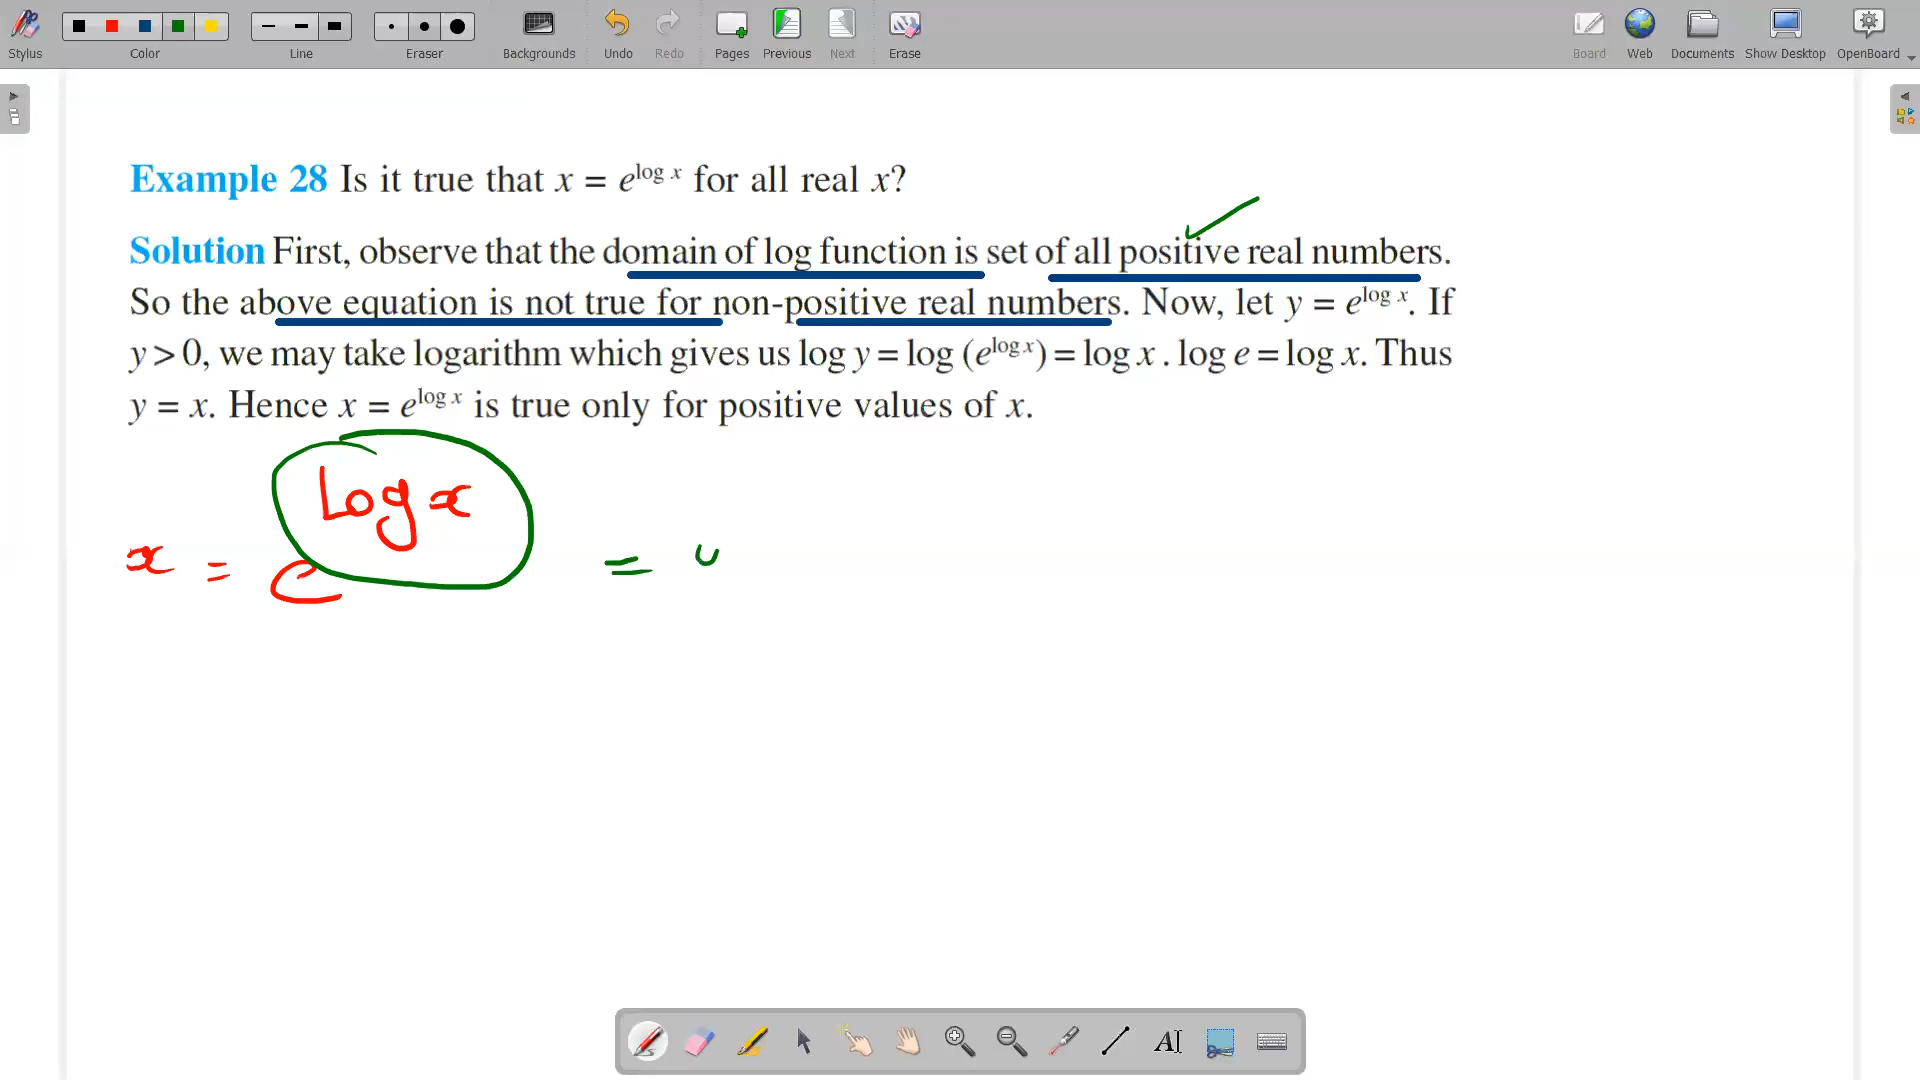 Stylus Color Line Eraser Backgrounds Undo Redo Pages Previous Next Erase Board Web Documents Show Desktop OpenBoard
Example 28 Is it true that x = e^{log x} for all real x?
Solution First, observe that the domain of log function is set of all positive real numbers.
So the above equation is not true for non-positive real numbers. Now, let y = e^{log x}. If
y > 0, we may take logarithm which gives us log y = log (e^{log x}) = log x . log e = log x. Thus
y = x. Hence x = e^{log x} is true only for positive values of x.
x = e^{log x} =